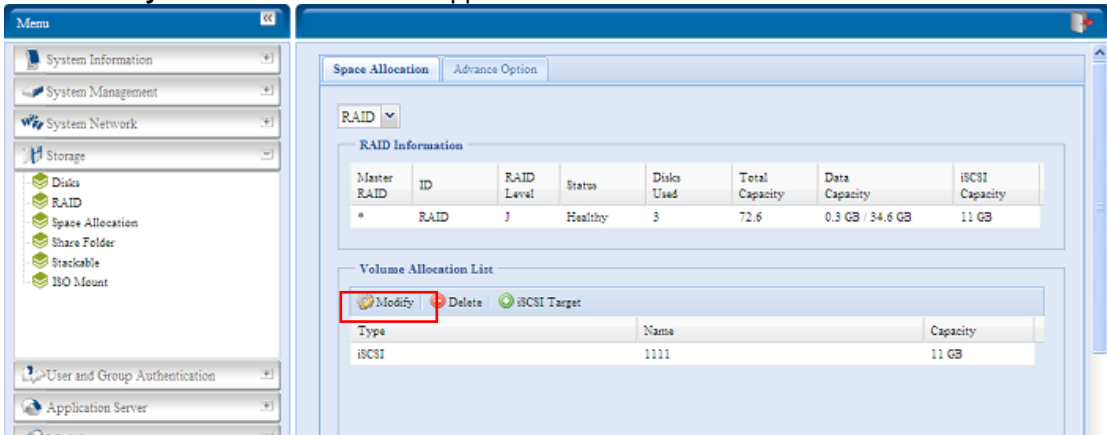 Menu
System Information
System Management
System Network
Storage
Disks
RAID
Space Allocation
Share Folder
Stackable
ISO Mount
User and Group Authentication
Application Server
Space Allocation Advance Option
RAID
RAID Information
Master RAID ID RAID Level Status Disks Used Total Capacity Data Capacity iSCSI Capacity
* RAID J Healthy 3 72.6 0.3 GB / 34.6 GB 11 GB
Volume Allocation List
Modify Delete iSCSI Target
Type Name Capacity
iSCSI 1111 11 GB